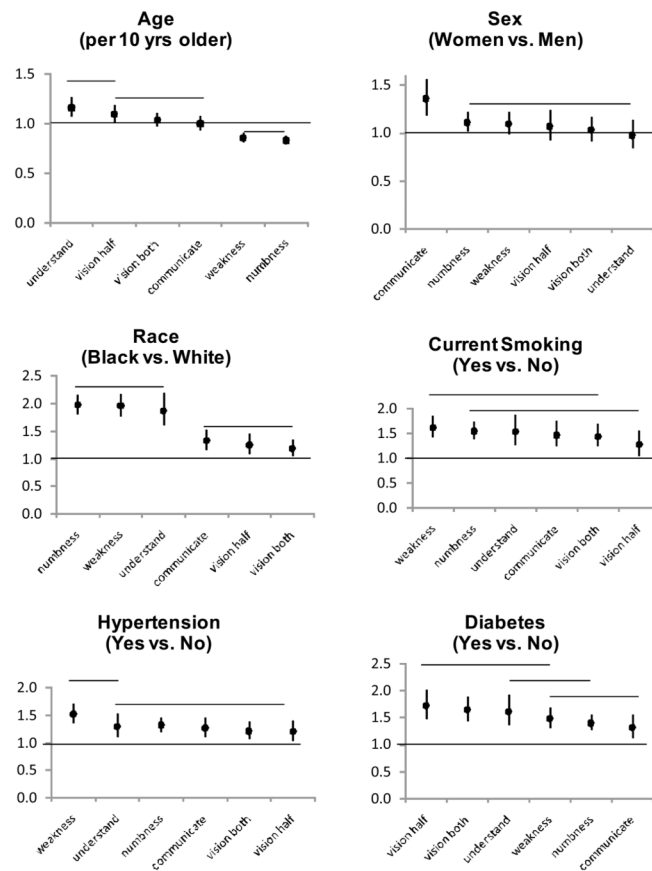 Age
(per 10 yrs older)
1.5
1.0
0.5
0.0
understand
vision half
vision both
communicate
weakness
numbness
Sex
(Women vs. Men)
1.5
1.0
0.5
0.0
communicate
numbness
weakness
vision half
vision both
understand
Race
(Black vs. White)
2.5
2.0
1.5
1.0
0.5
0.0
numbness
weakness
understand
communicate
vision half
vision both
Current Smoking
(Yes vs. No)
2.0
1.5
1.0
0.5
0.0
weakness
numbness
understand
communicate
vision both
vision half
Hypertension
(Yes vs. No)
2.0
1.5
1.0
0.5
0.0
weakness
understand
numbness
communicate
vision both
vision half
Diabetes
(Yes vs. No)
2.5
2.0
1.5
1.0
0.5
0.0
vision half
vision both
understand
weakness
numbness
communicate